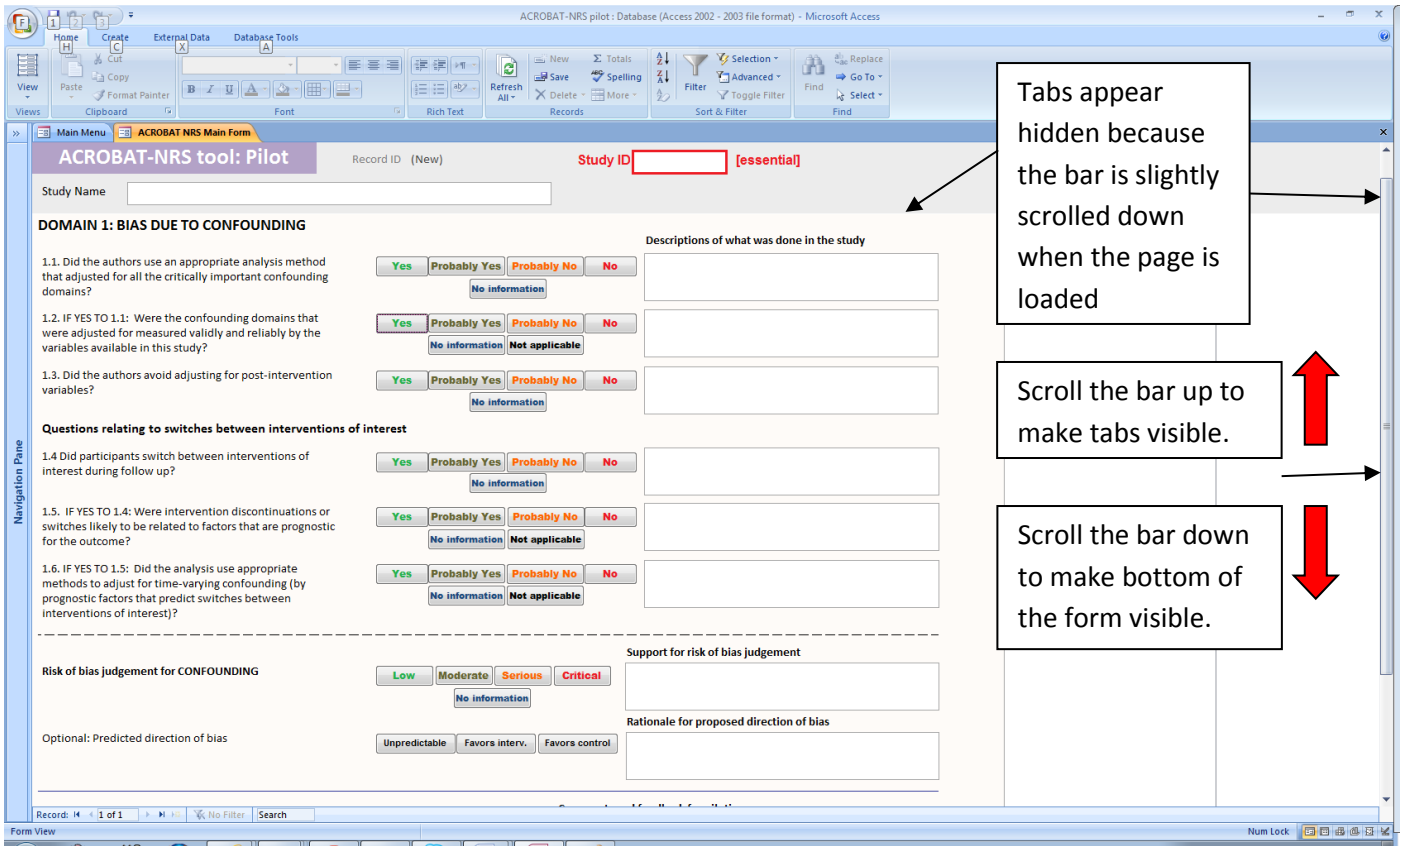 ACROBAT-NRS pilot : Database (Access 2002 - 2003 file format) - Microsoft Access
1 2 3
Home Create External Data Database Tools
F H C X A
View
Paste
Cut
Copy
Format Painter
B I U A
Refresh All
New
Save
Delete
Totals
Spelling
More
Filter
Selection
Advanced
Toggle Filter
Find
Replace
Go To
Select
Views Clipboard Font Rich Text Records Sort & Filter Find
Main Menu ACROBAT NRS Main Form
ACROBAT-NRS tool: Pilot Record ID (New) Study ID [essential]
Study Name
DOMAIN 1: BIAS DUE TO CONFOUNDING
Descriptions of what was done in the study
1.1. Did the authors use an appropriate analysis method
that adjusted for all the critically important confounding
domains?
Yes Probably Yes Probably No No
No information
1.2. IF YES TO 1.1: Were the confounding domains that
were adjusted for measured validly and reliably by the
variables available in this study?
Yes Probably Yes Probably No No
No information Not applicable
1.3. Did the authors avoid adjusting for post-intervention
variables?
Yes Probably Yes Probably No No
No information
Questions relating to switches between interventions of interest
1.4 Did participants switch between interventions of
interest during follow up?
Yes Probably Yes Probably No No
No information
1.5. IF YES TO 1.4: Were intervention discontinuations or
switches likely to be related to factors that are prognostic
for the outcome?
Yes Probably Yes Probably No No
No information Not applicable
1.6. IF YES TO 1.5: Did the analysis use appropriate
methods to adjust for time-varying confounding (by
prognostic factors that predict switches between
interventions of interest)?
Yes Probably Yes Probably No No
No information Not applicable
Support for risk of bias judgement
Risk of bias judgement for CONFOUNDING
Low Moderate Serious Critical
No information
Rationale for proposed direction of bias
Optional: Predicted direction of bias
Unpredictable Favors interv. Favors control
Navigation Pane
Record: 1 of 1 No Filter Search
Form View Num Lock
Tabs appear
hidden because
the bar is slightly
scrolled down
when the page is
loaded
Scroll the bar up to
make tabs visible.
Scroll the bar down
to make bottom of
the form visible.